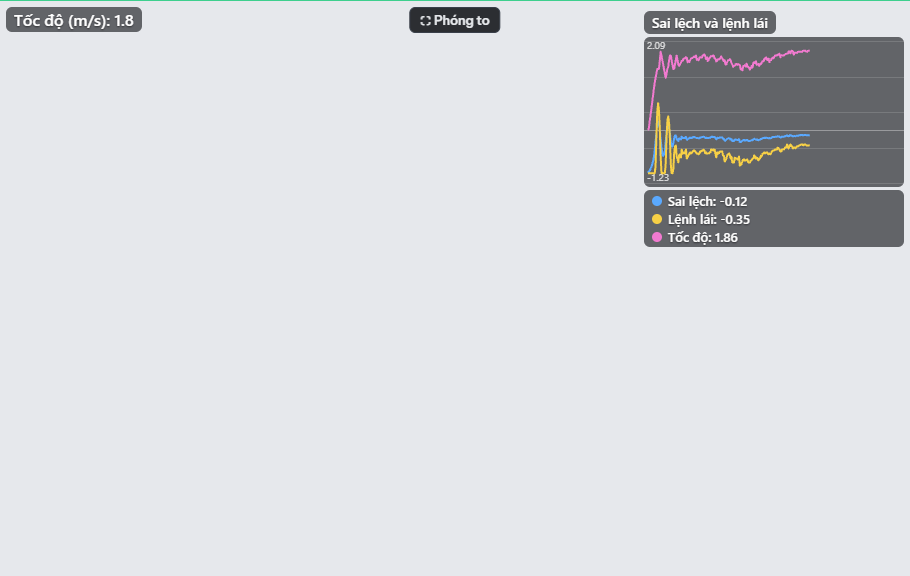 Tốc độ (m/s): 1.8
Phóng to
Sai lệch và lệnh lái
2.09
-1.23
Sai lệch: -0.12
Lệnh lái: -0.35
Tốc độ: 1.86